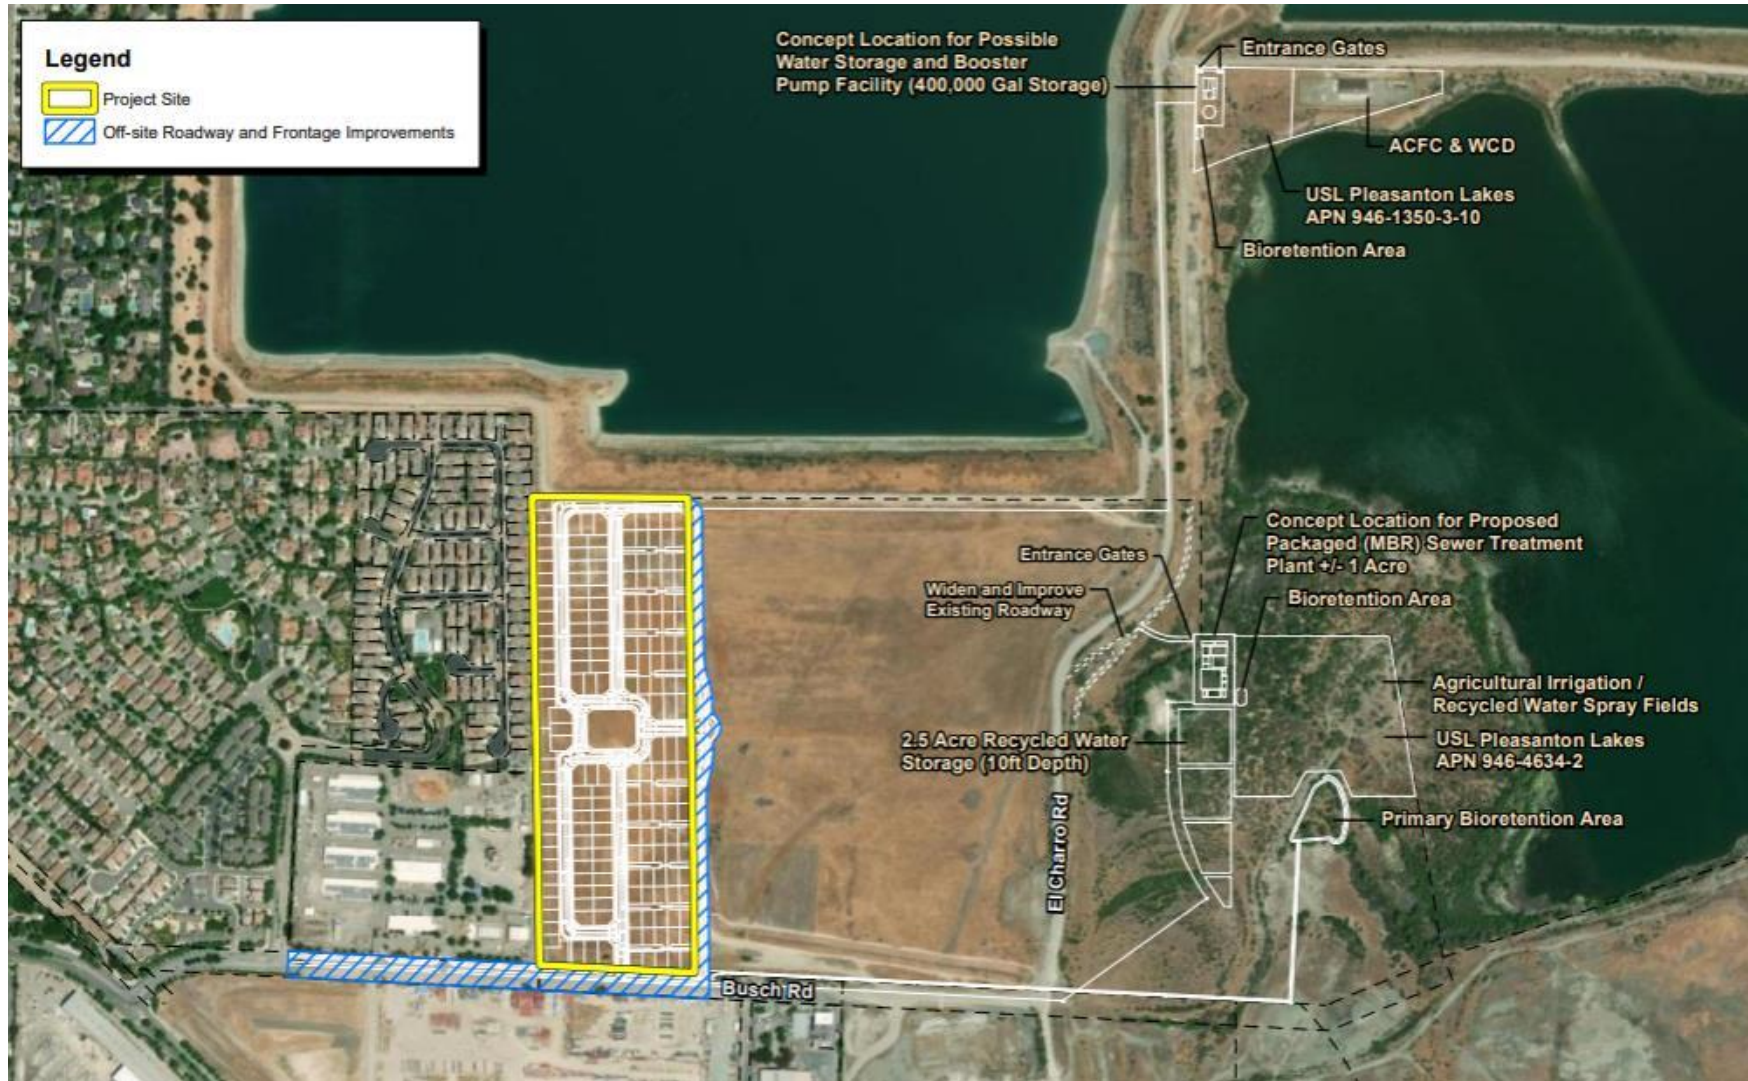 Legend
Project Site
Off-site Roadway and Frontage Improvements
Concept Location for Possible
Water Storage and Booster
Pump Facility (400,000 Gal Storage)
Entrance Gates
ACFC & WCD
USL Pleasanton Lakes
APN 946-1350-3-10
Bioretention Area
Concept Location for Proposed
Packaged (MBR) Sewer Treatment
Plant +/- 1 Acre
Entrance Gates
Widen and Improve
Existing Roadway
Bioretention Area
Agricultural Irrigation /
Recycled Water Spray Fields
2.5 Acre Recycled Water
Storage (10ft Depth)
USL Pleasanton Lakes
APN 946-4634-2
Primary Bioretention Area
El Charro Rd
Busch Rd